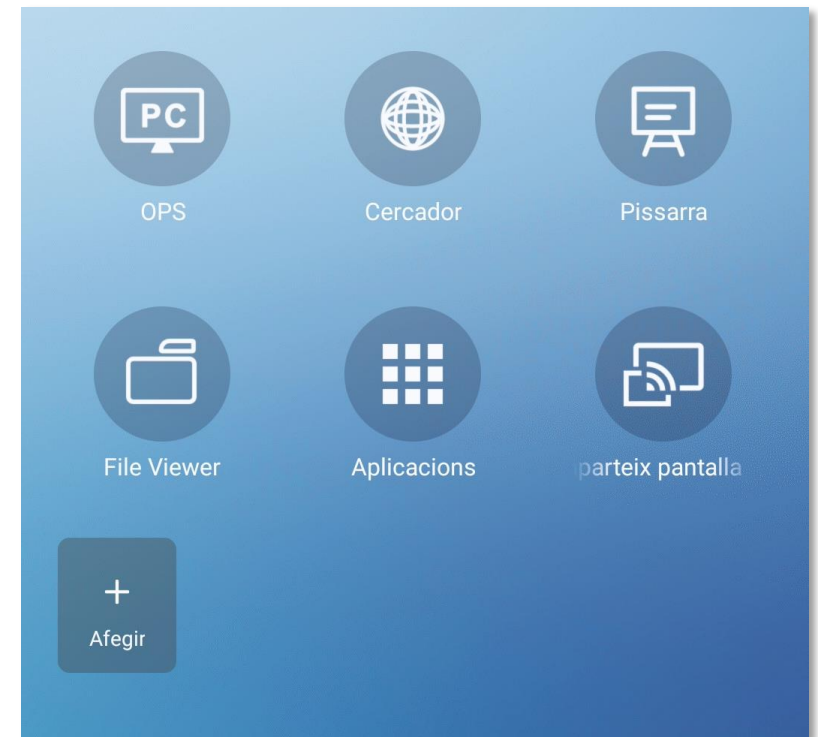 PC
OPS
Cercador
Pissarra
File Viewer
Aplicacions
parteix pantalla
+
Afegir